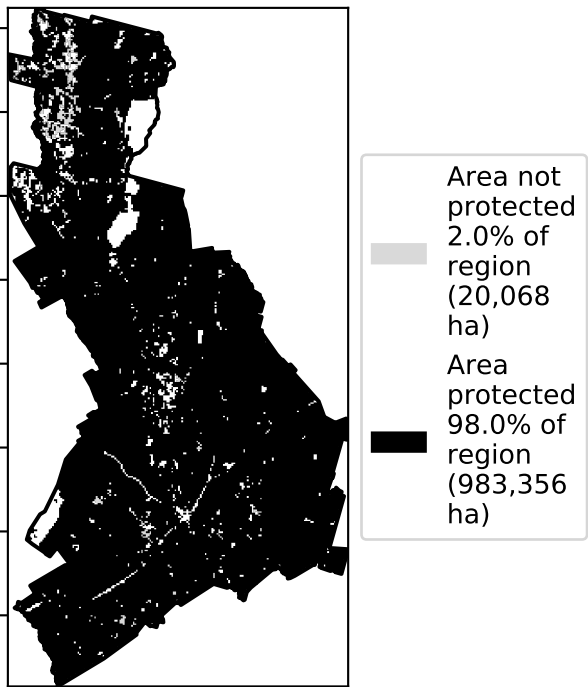 Area not
protected
2.0% of
region
(20,068
ha)
Area
protected
98.0% of
region
(983,356
ha)